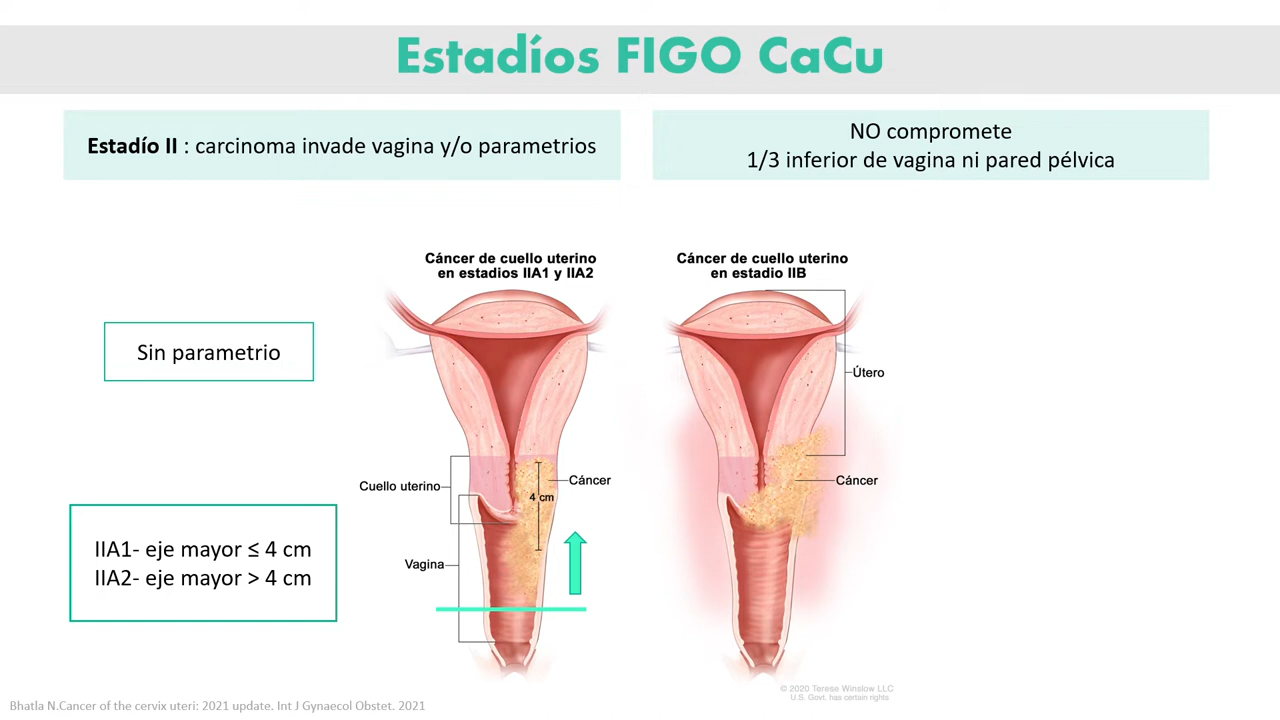 Estadíos FIGO CaCu
Estadío II : carcinoma invade vagina y/o parametrios
NO compromete
1/3 inferior de vagina ni pared pélvica
Cáncer de cuello uterino
en estadios IIA1 y IIA2
Cáncer de cuello uterino
en estadio IIB
Sin parametrio
Útero
Cuello uterino
4 cm
Cáncer
Cáncer
Vagina
IIA1- eje mayor ≤ 4 cm
IIA2- eje mayor > 4 cm
© 2020 Terese Winslow LLC
U.S. Govt. has certain rights
Bhatla N.Cancer of the cervix uteri: 2021 update. Int J Gynaecol Obstet. 2021